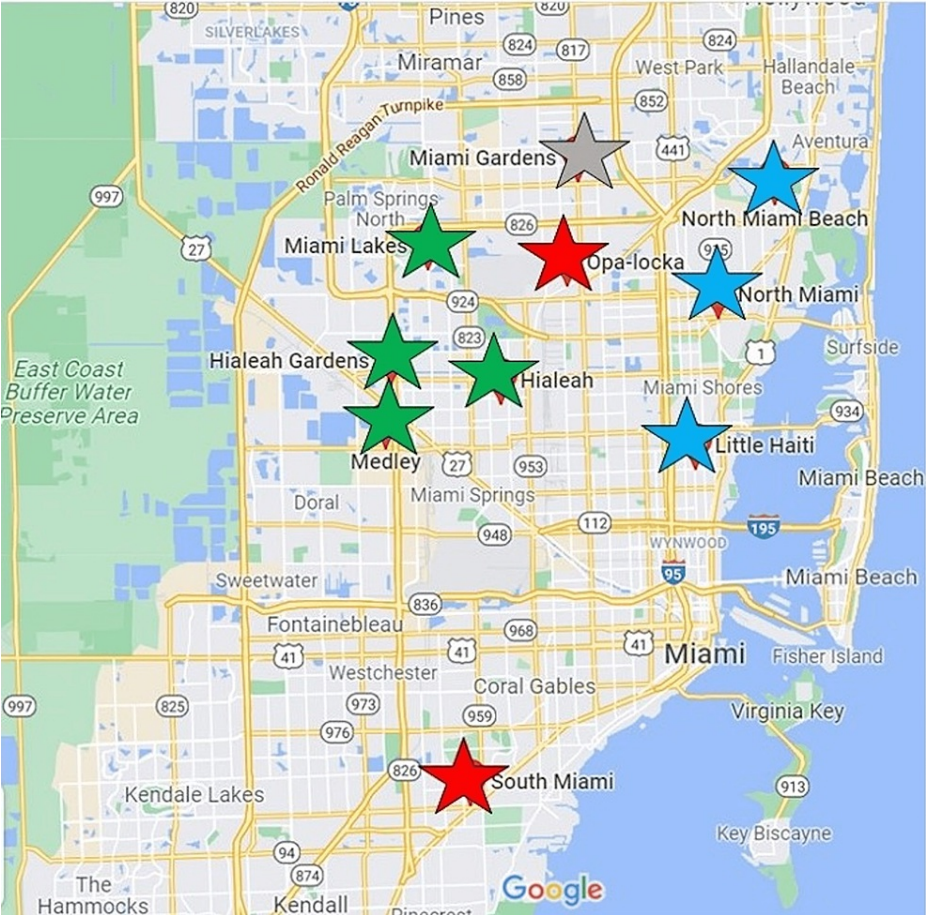 820
820
Pines
Hollywood
SILVERLAKES
824
817
824
Miramar
858
West Park
Hallandale
Beach
852
Ronald Reagan Turnpike
441
Aventura
Miami Gardens
997
Palm Springs
North
826
North Miami Beach
27
Miami Lakes
Opa-locka
915
924
North Miami
823
1
Surfside
Hialeah Gardens
East Coast
Buffer Water
Preserve Area
Hialeah
Miami Shores
934
Little Haiti
Medley
27
953
Miami Beach
Doral
Miami Springs
948
112
195
WYNWOOD
95
Sweetwater
Miami Beach
836
Fontainebleau
968
41
41
41
Miami
Fisher Island
Westchester
Coral Gables
997
825
973
959
Virginia Key
976
826
South Miami
913
Kendale Lakes
Key Biscayne
94
874
The
Hammocks
Kendall
Google
Pinecrest